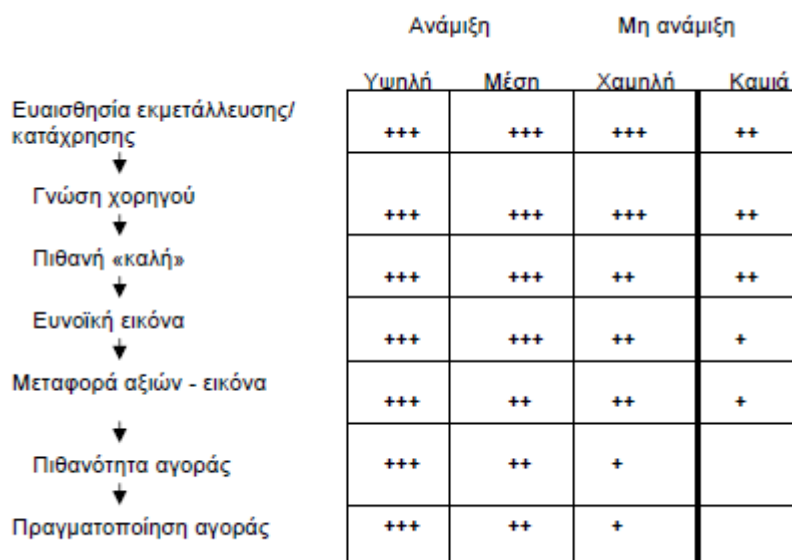 Ανάμιξη Μη ανάμιξη
Υψηλή Μέση Χαμηλή Καμιά
Ευαισθησία εκμετάλλευσης/
κατάχρησης +++ +++ +++ ++
Γνώση χορηγού +++ +++ +++ ++
Πιθανή «καλή» +++ +++ ++ ++
Ευνοϊκή εικόνα +++ +++ ++ +
Μεταφορά αξιών - εικόνα +++ ++ ++ +
Πιθανότητα αγοράς +++ ++ +
Πραγματοποίηση αγοράς +++ ++ +